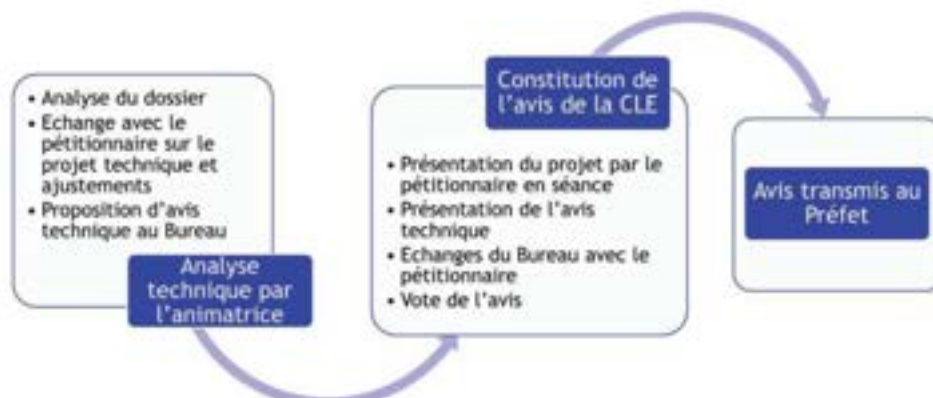 • Analyse du dossier
• Echange avec le
pétitionnaire sur le
projet technique et
ajustements
• Proposition d'avis
technique au Bureau
Analyse
technique par
l'animatrice
Constitution de
l'avis de la CLE
• Présentation du projet par le
pétitionnaire en séance
• Présentation de l'avis
technique
• Echanges du Bureau avec le
pétitionnaire
• Vote de l'avis
Avis transmis au
Préfet